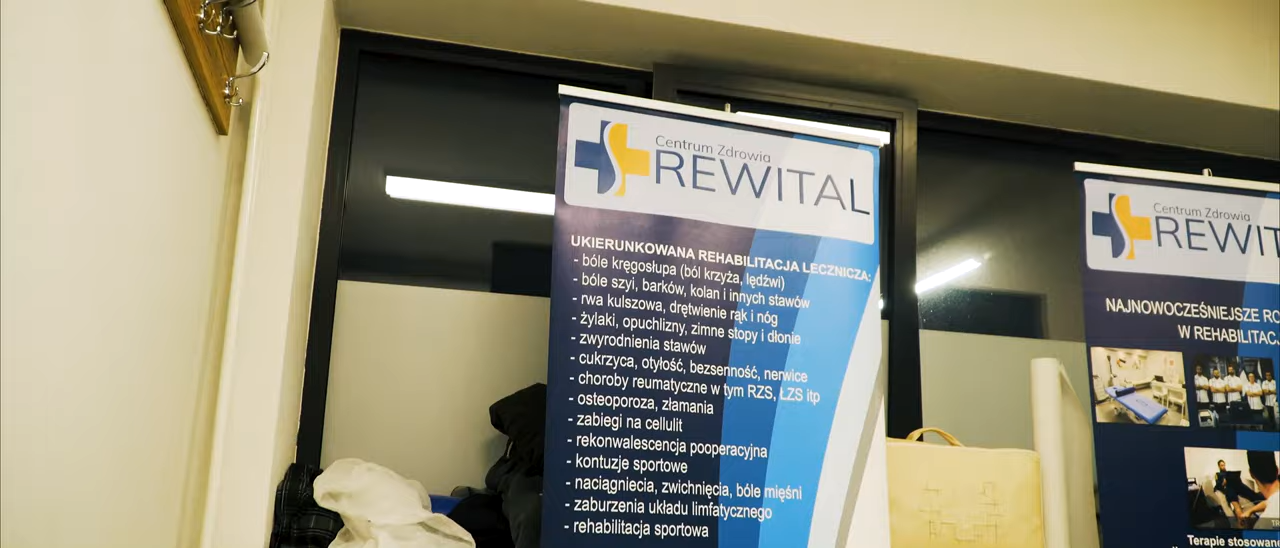 Centrum Zdrowia
REWITAL
UKIERUNKOWANA REHABILITACJA LECZNICZA:
- bóle kręgosłupa (ból krzyża, lędźwi)
- bóle szyi, barków, kolan i innych stawów
- rwa kulszowa, drętwienie rąk i nóg
- żylaki, opuchlizny, zimne stopy i dłonie
- zwyrodnienia stawów
- cukrzyca, otyłość, bezsenność, nerwice
- choroby reumatyczne w tym RZS, ŁZS itp
- osteoporoza, złamania
- zabiegi na cellulit
- rekonwalescencja pooperacyjna
- kontuzje sportowe
- naciągniecia, zwichnięcia, bóle mięśni
- zaburzenia układu limfatycznego
- rehabilitacja sportowa
Centrum Zdrowia
REWIT
NAJNOWOCZEŚNIEJSZE RO
W REHABILITAC
Terapie stosowane